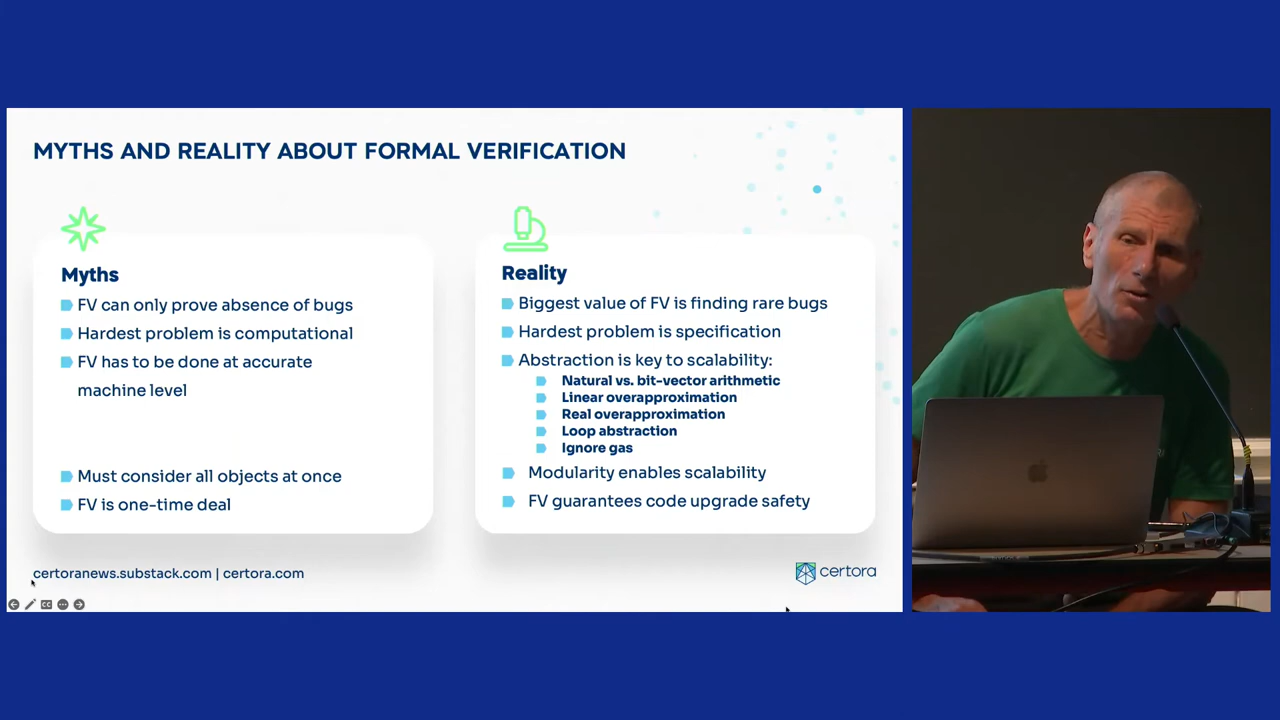 MYTHS AND REALITY ABOUT FORMAL VERIFICATION
Myths
FV can only prove absence of bugs
Hardest problem is computational
FV has to be done at accurate
machine level
Must consider all objects at once
FV is one-time deal
Reality
Biggest value of FV is finding rare bugs
Hardest problem is specification
Abstraction is key to scalability:
Natural vs. bit-vector arithmetic
Linear overapproximation
Real overapproximation
Loop abstraction
Ignore gas
Modularity enables scalability
FV guarantees code upgrade safety
certoranews.substack.com | certora.com
certora
CC